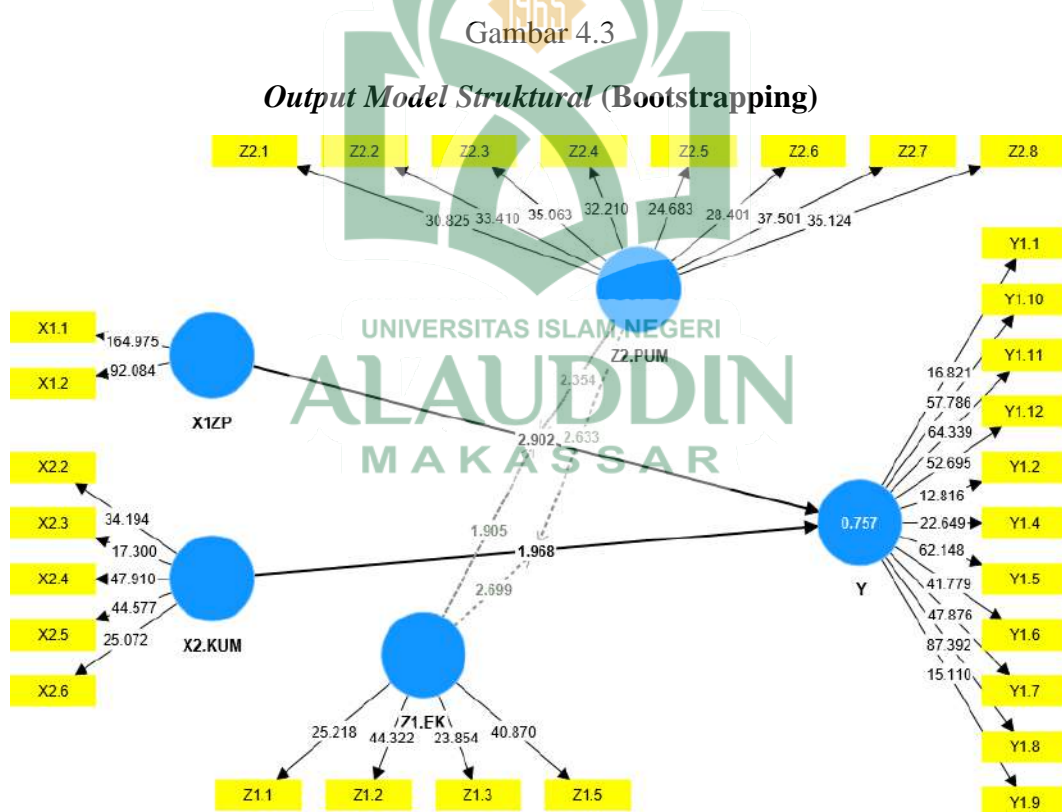 1965
Gambar 4.3
Output Model Struktural (Bootstrapping)
Z2.1 Z2.2 Z2.3 Z2.4 Z2.5 Z2.6 Z2.7 Z2.8
30.825 33.410 35.063 32.210 24.683 28.401 37.501 35.124
Z2.PUM
X1.1
X1.2
164.975
92.084
X1ZP
X2.2
X2.3
X2.4
X2.5
X2.6
34.194
17.300
47.910
44.577
25.072
X2.KUM
UNIVERSITAS ISLAM NEGERI
ALAUDDIN
MAKASSAR
2.354
2.902
2.633
1.905
1.968
2.699
Z1.EK
25.218 44.322 23.854 40.870
Z1.1 Z1.2 Z1.3 Z1.5
0.757
Y
16.821
57.786
64.339
52.695
12.816
22.649
62.148
41.779
47.876
87.392
15.110
Y1.1
Y1.10
Y1.11
Y1.12
Y1.2
Y1.4
Y1.5
Y1.6
Y1.7
Y1.8
Y1.9